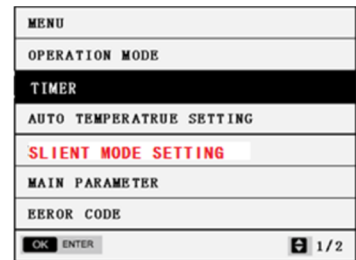 MENU
OPERATION MODE
TIMER
AUTO TEMPERATRUE SETTING
SLIENT MODE SETTING
MAIN PARAMETER
EEROR CODE
OK ENTER 1/2